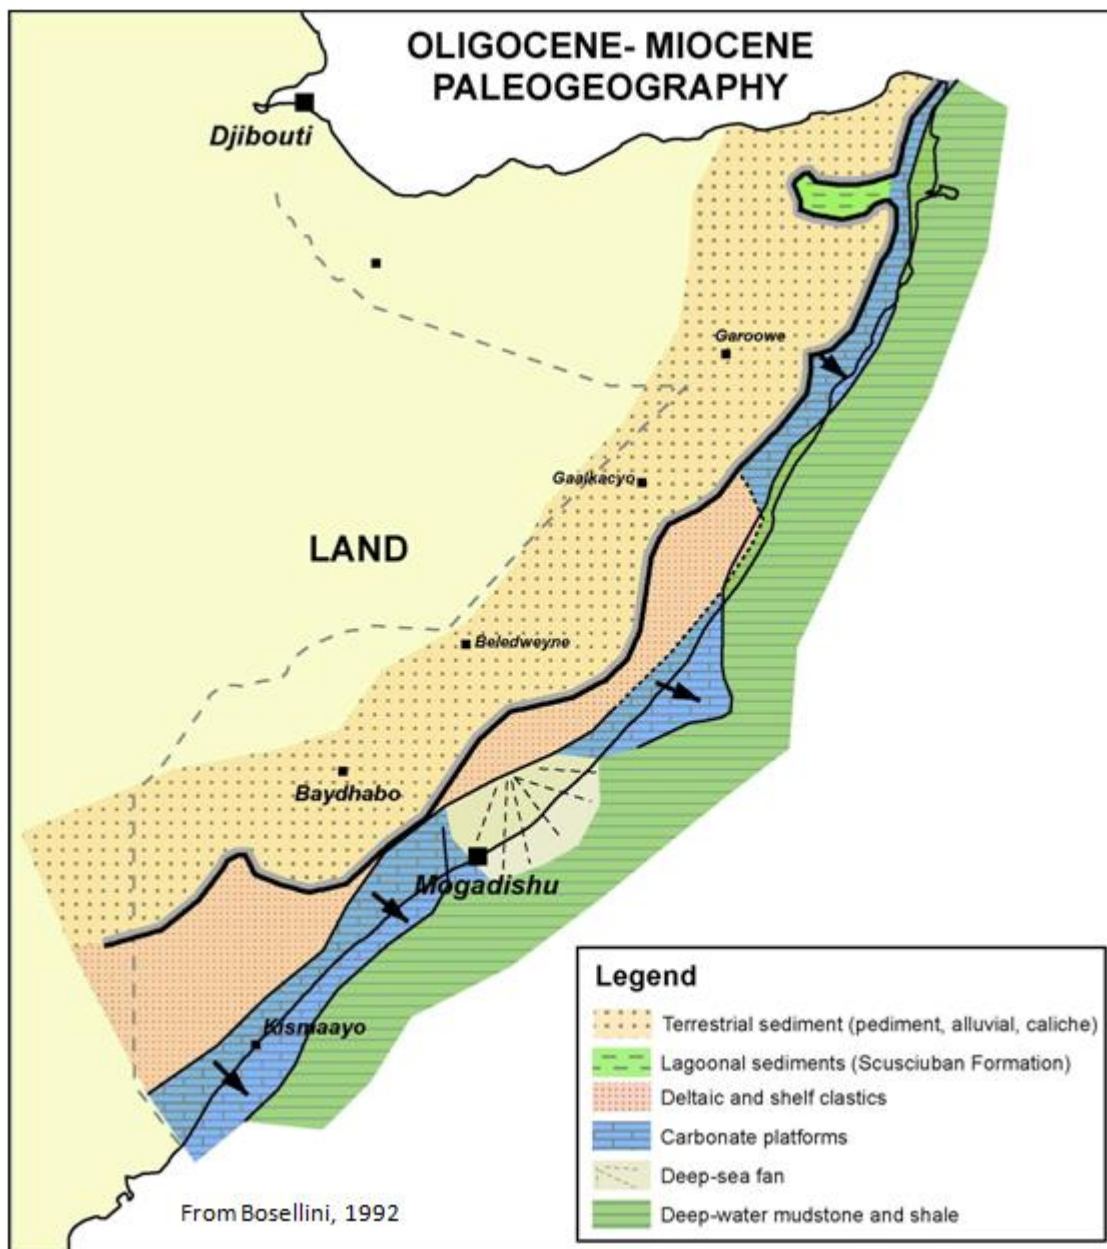 OLIGOCENE- MIOCENE
PALEOGEOGRAPHY
Djibouti
Garoowe
Gaalkacyo
LAND
Beledweyne
Baydhabo
Mogadishu
Kismaayo
Legend
Terrestrial sediment (pediment, alluvial, caliche)
Lagoonal sediments (Scusciuban Formation)
Deltaic and shelf clastics
Carbonate platforms
Deep-sea fan
Deep-water mudstone and shale
From Bosellini, 1992